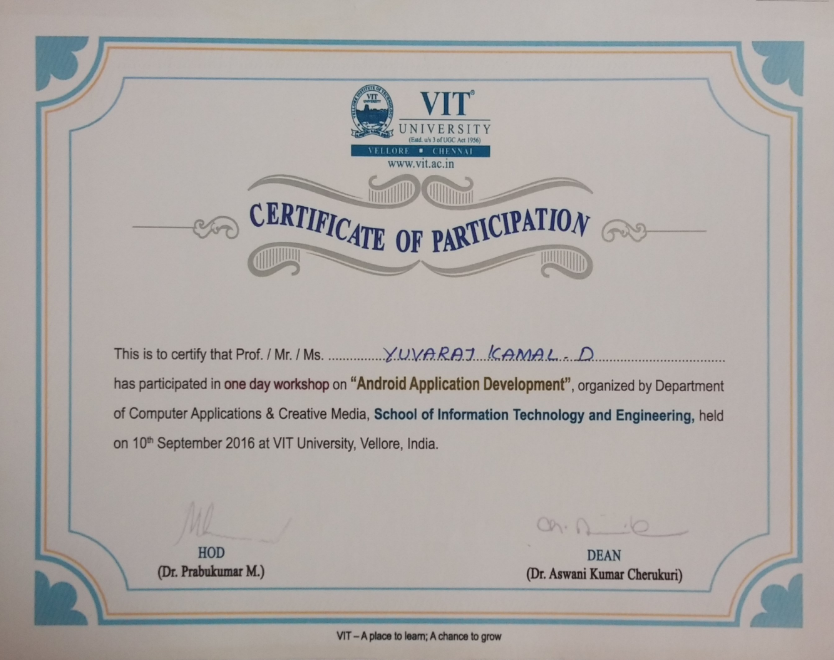 VIT®
UNIVERSITY
(Estd. u/s 3 of UGC Act 1956)
VELLORE ▪ CHENNAI
www.vit.ac.in
CERTIFICATE OF PARTICIPATION
This is to certify that Prof. / Mr. / Ms. YUVARAJ KAMAL. D
has participated in one day workshop on "Android Application Development", organized by Department
of Computer Applications & Creative Media, School of Information Technology and Engineering, held
on 10th September 2016 at VIT University, Vellore, India.
HOD
(Dr. Prabukumar M.)
DEAN
(Dr. Aswani Kumar Cherukuri)
VIT – A place to learn; A chance to grow